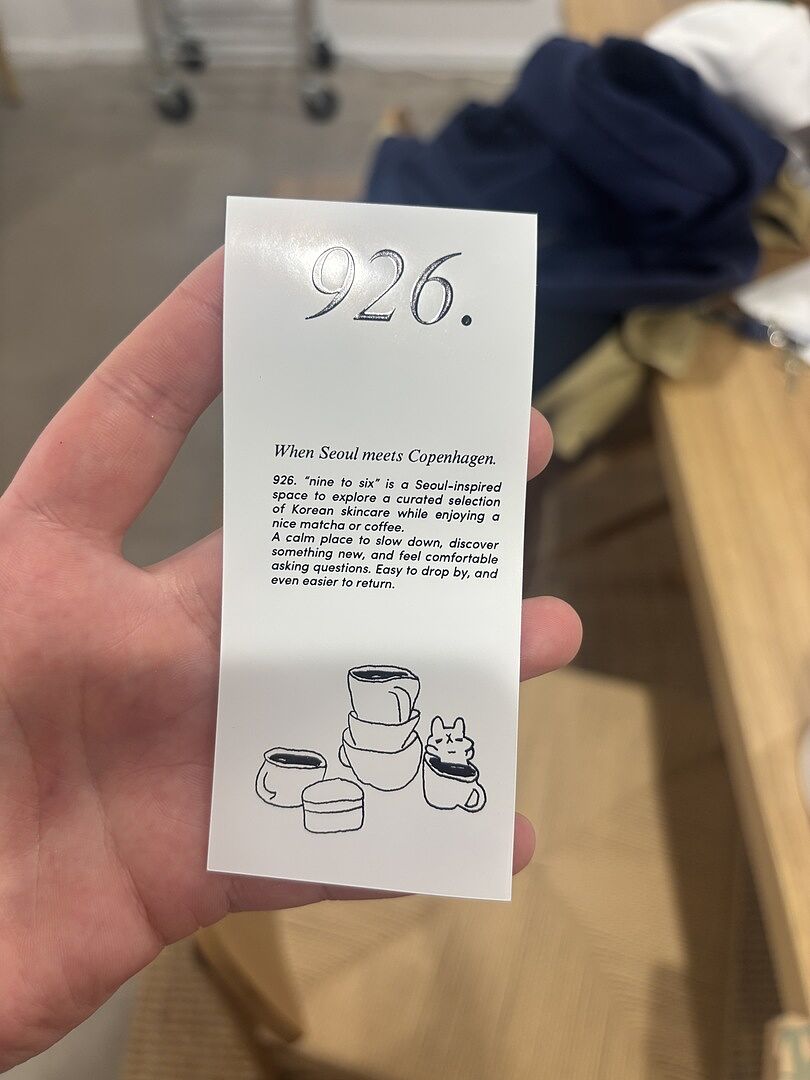 926.
When Seoul meets Copenhagen.
926. “nine to six” is a Seoul-inspired
space to explore a curated selection
of Korean skincare while enjoying a
nice matcha or coffee.
A calm place to slow down, discover
something new, and feel comfortable
asking questions. Easy to drop by, and
even easier to return.